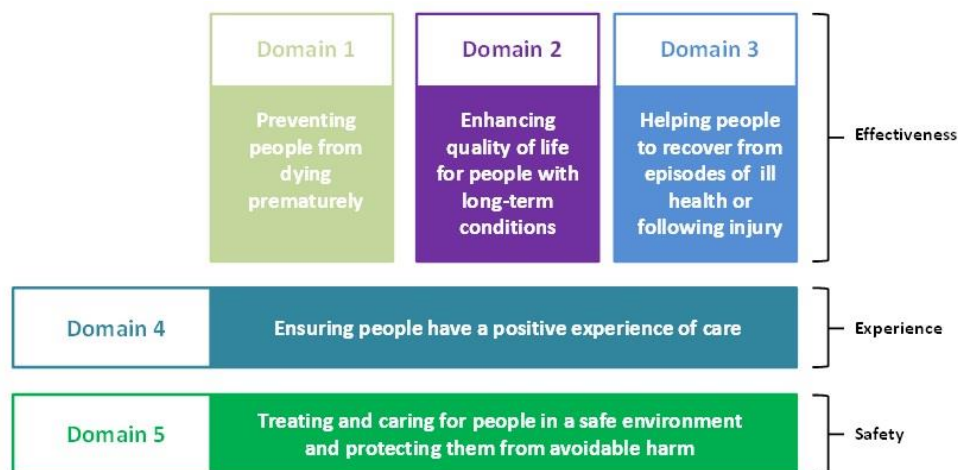 Domain 1
Preventing
people from
dying
prematurely
Domain 2
Enhancing
quality of life
for people with
long-term
conditions
Domain 3
Helping people
to recover from
episodes of ill
health or
following injury
Effectiveness
Domain 4
Ensuring people have a positive experience of care
Experience
Domain 5
Treating and caring for people in a safe environment
and protecting them from avoidable harm
Safety